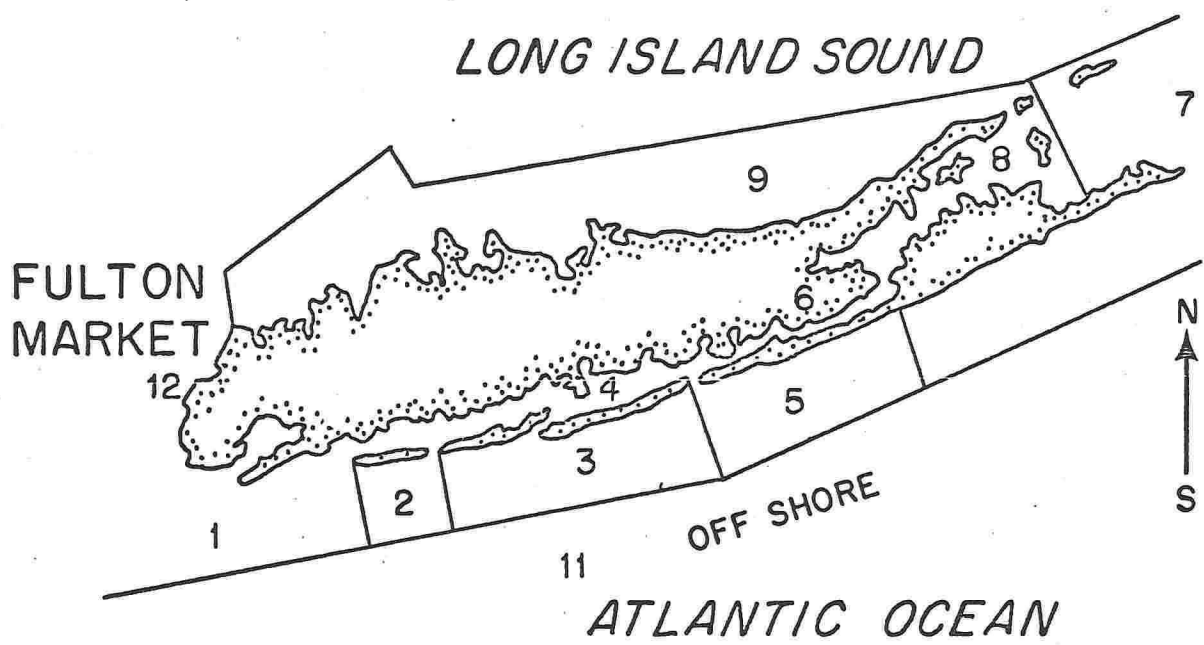 LONG ISLAND SOUND
7
8
9
FULTON
MARKET
6
N
12
4
5
3
2
S
1
OFF SHORE
11
ATLANTIC OCEAN